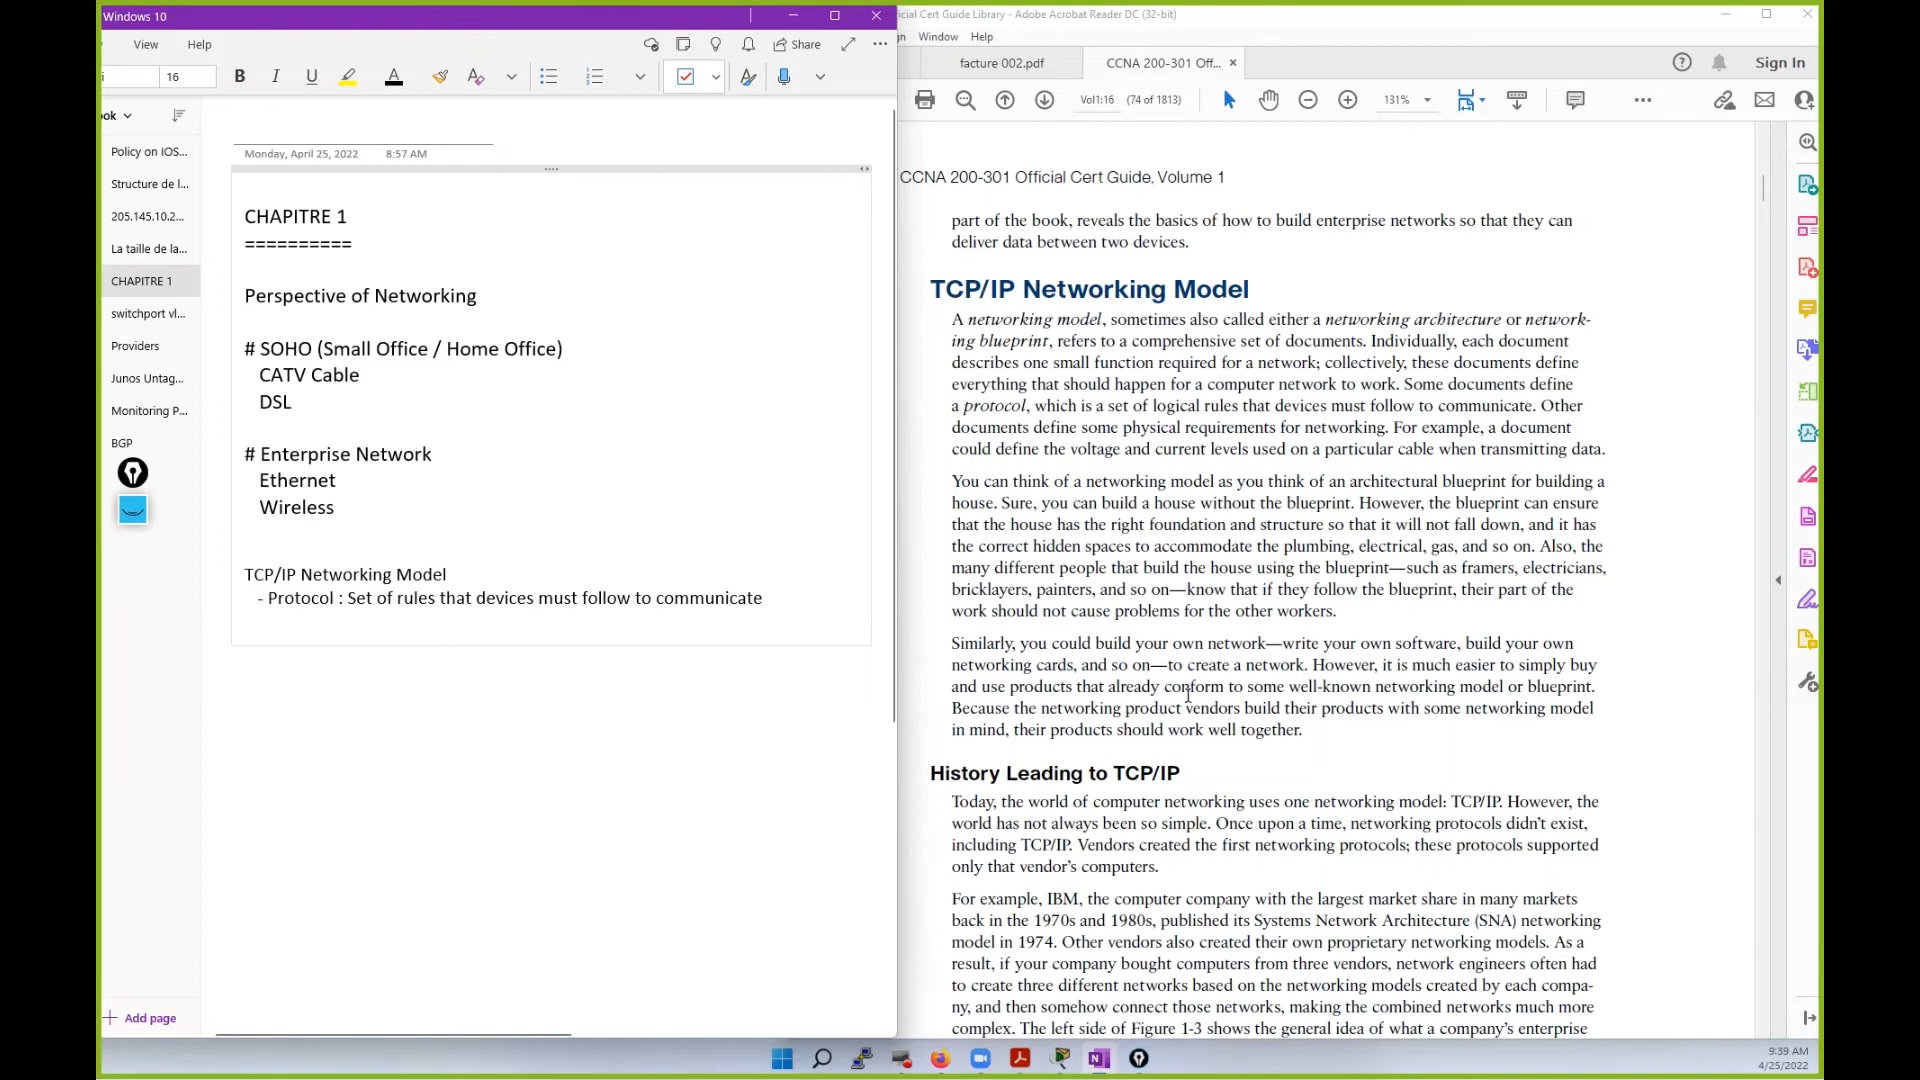 Windows 10
View Help
Share
16
B I U
ok
Policy on IOS...
Structure de l...
205.145.10.2...
La taille de la...
CHAPITRE 1
switchport vl...
Providers
Junos Untag...
Monitoring P...
BGP
Add page
Monday, April 25, 2022 8:57 AM
CHAPITRE 1
==========
Perspective of Networking
# SOHO (Small Office / Home Office)
CATV Cable
DSL
# Enterprise Network
Ethernet
Wireless
TCP/IP Networking Model
- Protocol : Set of rules that devices must follow to communicate
icial Cert Guide Library - Adobe Acrobat Reader DC (32-bit)
gn Window Help
facture 002.pdf
CCNA 200-301 Off... ×
Sign In
Vol1:16 (74 of 1813)
131%
CCNA 200-301 Official Cert Guide, Volume 1
part of the book, reveals the basics of how to build enterprise networks so that they can
deliver data between two devices.
TCP/IP Networking Model
A networking model, sometimes also called either a networking architecture or network-
ing blueprint, refers to a comprehensive set of documents. Individually, each document
describes one small function required for a network; collectively, these documents define
everything that should happen for a computer network to work. Some documents define
a protocol, which is a set of logical rules that devices must follow to communicate. Other
documents define some physical requirements for networking. For example, a document
could define the voltage and current levels used on a particular cable when transmitting data.
You can think of a networking model as you think of an architectural blueprint for building a
house. Sure, you can build a house without the blueprint. However, the blueprint can ensure
that the house has the right foundation and structure so that it will not fall down, and it has
the correct hidden spaces to accommodate the plumbing, electrical, gas, and so on. Also, the
many different people that build the house using the blueprint—such as framers, electricians,
bricklayers, painters, and so on—know that if they follow the blueprint, their part of the
work should not cause problems for the other workers.
Similarly, you could build your own network—write your own software, build your own
networking cards, and so on—to create a network. However, it is much easier to simply buy
and use products that already conform to some well-known networking model or blueprint.
Because the networking product vendors build their products with some networking model
in mind, their products should work well together.
History Leading to TCP/IP
Today, the world of computer networking uses one networking model: TCP/IP. However, the
world has not always been so simple. Once upon a time, networking protocols didn't exist,
including TCP/IP. Vendors created the first networking protocols; these protocols supported
only that vendor's computers.
For example, IBM, the computer company with the largest market share in many markets
back in the 1970s and 1980s, published its Systems Network Architecture (SNA) networking
model in 1974. Other vendors also created their own proprietary networking models. As a
result, if your company bought computers from three vendors, network engineers often had
to create three different networks based on the networking models created by each compa-
ny, and then somehow connect those networks, making the combined networks much more
complex. The left side of Figure 1-3 shows the general idea of what a company's enterprise
9:39 AM
4/25/2022